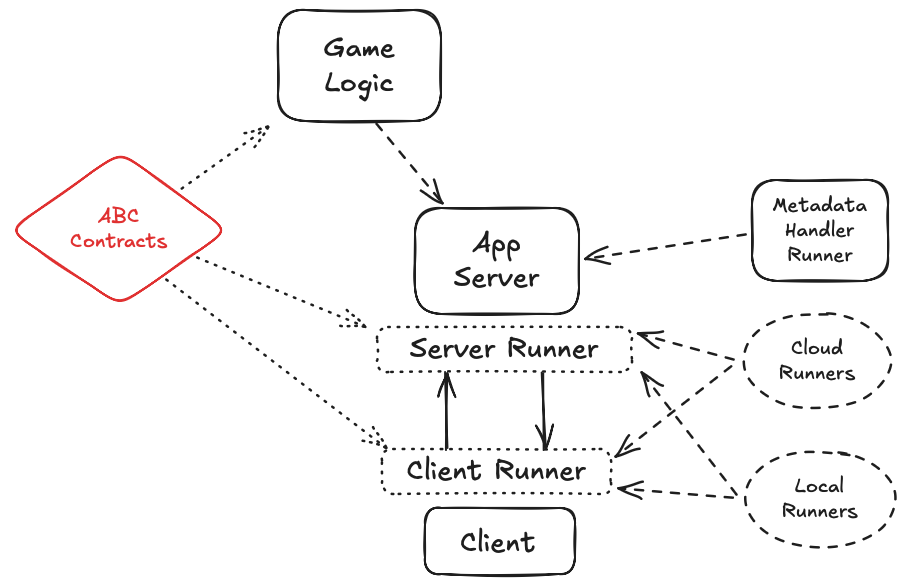 Game
Logic
ABC
Contracts
App
Server
Metadata
Handler
Runner
Server Runner
Cloud
Runners
Client Runner
Local
Runners
Client